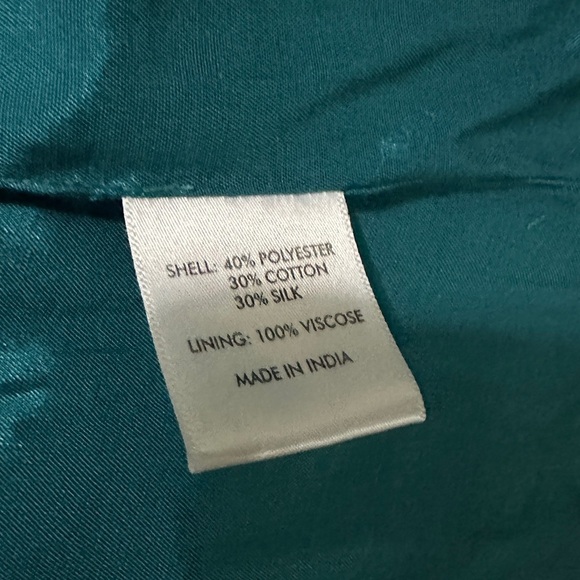 SHELL: 40% POLYESTER
30% COTTON
30% SILK
LINING: 100% VISCOSE
MADE IN INDIA